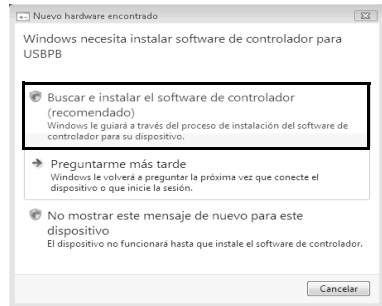 Nuevo hardware encontrado
Windows necesita instalar software de controlador para
USBPB
Buscar e instalar el software de controlador
(recomendado)
Windows le guiará a través del proceso de instalación del software de
controlador para su dispositivo.
Preguntarme más tarde
Windows le volverá a preguntar la próxima vez que conecte el
dispositivo o que inicie la sesión.
No mostrar este mensaje de nuevo para este
dispositivo
El dispositivo no funcionará hasta que instale el software de controlador.
Cancelar